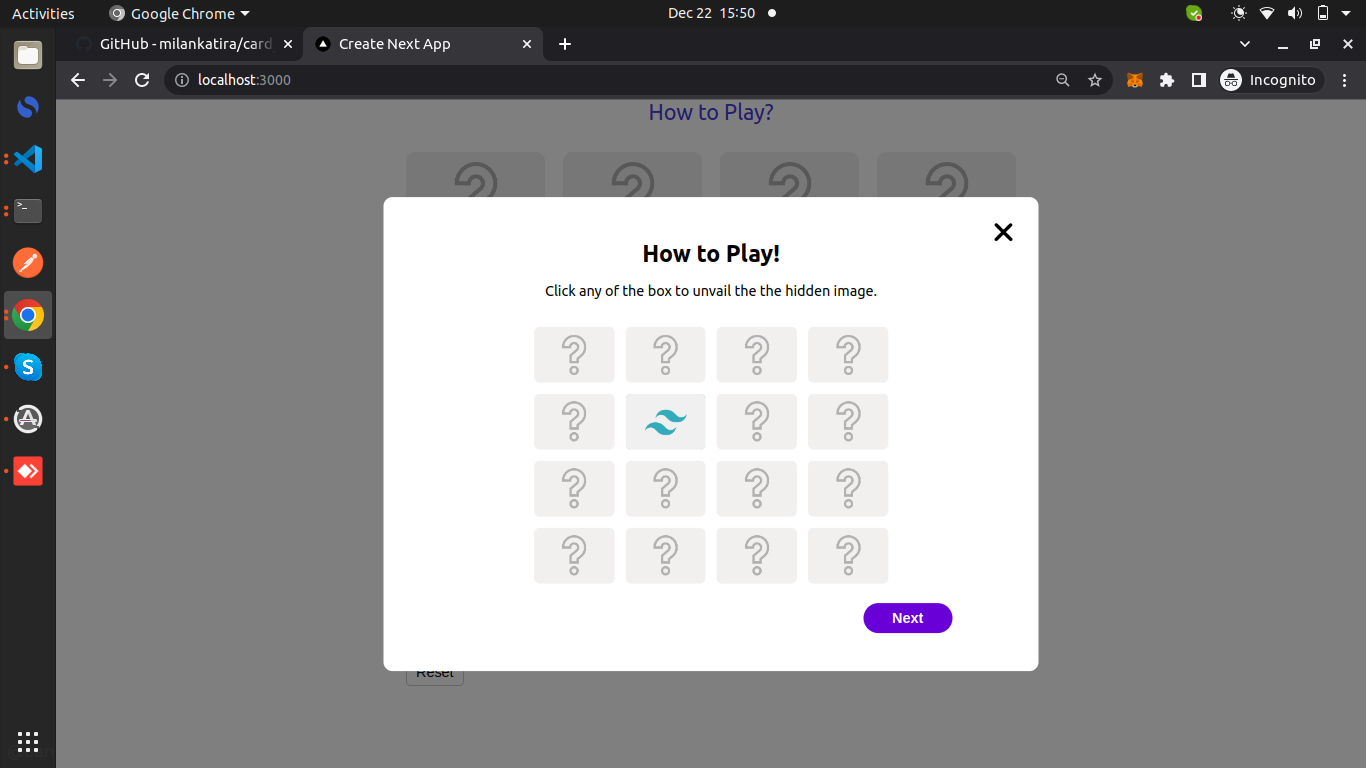 Activities
Google Chrome
Dec 22 15:50
GitHub - milankatira/card
Create Next App
localhost:3000
Incognito
How to Play?
How to Play!
Click any of the box to unvail the the hidden image.
Next
Reset